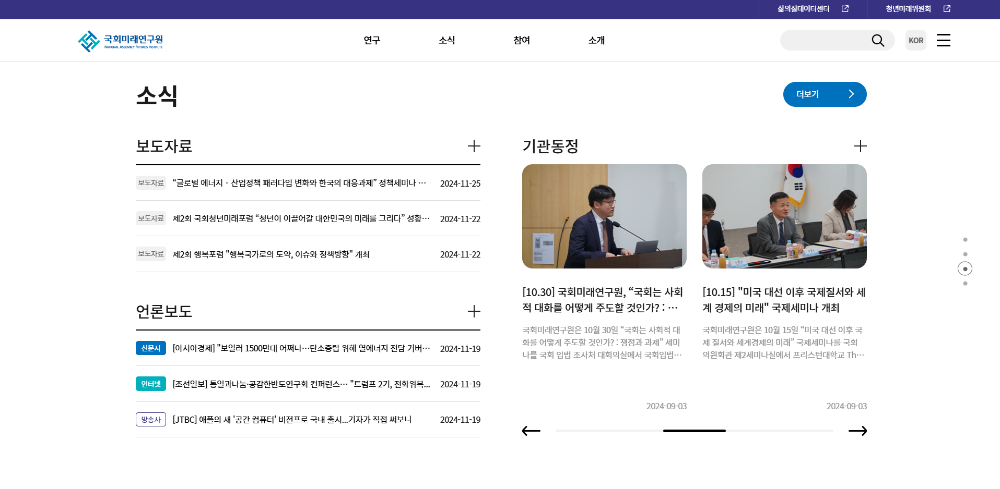 삶의질데이터센터
청년미래위원회
국회미래연구원
NATIONAL ASSEMBLY FUTURES INSTITUTE
연구
소식
참여
소개
KOR
소식
더보기
보도자료
보도자료 “글로벌 에너지 · 산업정책 패러다임 변화와 한국의 대응과제” 정책세미나 … 2024-11-25
보도자료 제2회 국회청년미래포럼 “청년이 이끌어갈 대한민국의 미래를 그리다” 성황… 2024-11-22
보도자료 제2회 행복포럼 "행복국가로의 도약, 이슈와 정책방향" 개최 2024-11-22
언론보도
신문사 [아시아경제] "보일러 1500만대 어쩌나…탄소중립 위해 열에너지 전담 거버… 2024-11-19
인터넷 [조선일보] 통일과나눔·공감한반도연구회 컨퍼런스… "트럼프 2기, 전화위복... 2024-11-19
방송사 [JTBC] 애플의 새 '공간 컴퓨터' 비전프로 국내 출시...기자가 직접 써보니 2024-11-19
기관동정
[10.30] 국회미래연구원, “국회는 사회
적 대화를 어떻게 주도할 것인가? : …
국회미래연구원은 10월 30일 “국회는 사회적 대
화를 어떻게 주도할 것인가? : 쟁점과 과제” 세미
나를 국회 입법 조사처 대회의실에서 국회입법…
2024-09-03
[10.15] "미국 대선 이후 국제질서와 세
계 경제의 미래" 국제세미나 개최
국회미래연구원은 10월 15일 “미국 대선 이후 국
제 질서와 세계경제의 미래” 국제세미나를 국회
의원회관 제2세미나실에서 프리스턴대학교 Th…
2024-09-03